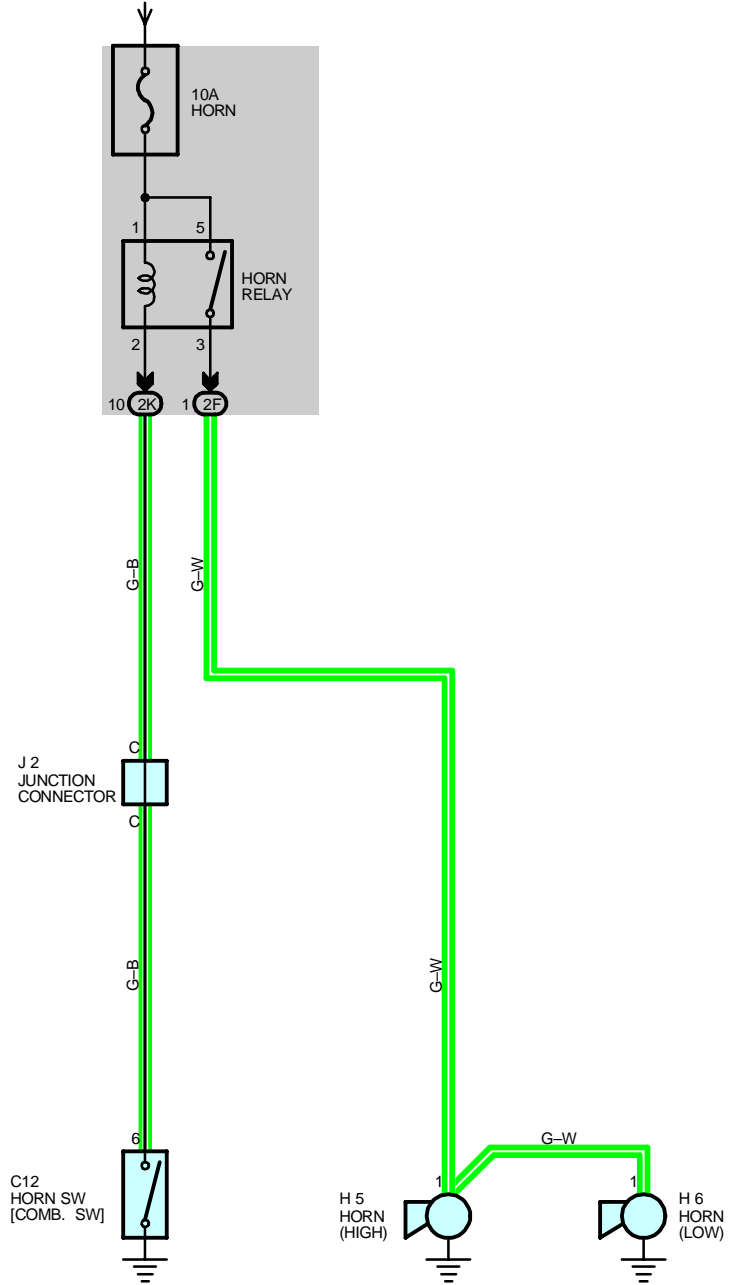 10A
HORN
1
5
HORN
RELAY
2
3
10
2K
1
2F
G–B
G–W
C
J 2
JUNCTION
CONNECTOR
C
G–B
G–W
6
G–W
C12
HORN SW
[COMB. SW]
1
H 5
HORN
(HIGH)
1
H 6
HORN
(LOW)